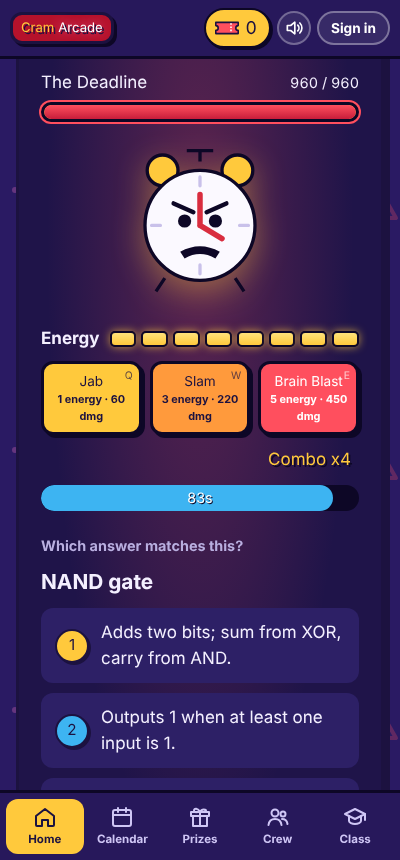 Cram Arcade
0
Sign in
The Deadline
960 / 960
Energy
Jab
Q
1 energy · 60
dmg
Slam
W
3 energy · 220
dmg
Brain Blast
E
5 energy · 450
dmg
Combo x4
83s
Which answer matches this?
NAND gate
1
Adds two bits; sum from XOR,
carry from AND.
2
Outputs 1 when at least one
input is 1.
Home
Calendar
Prizes
Crew
Class